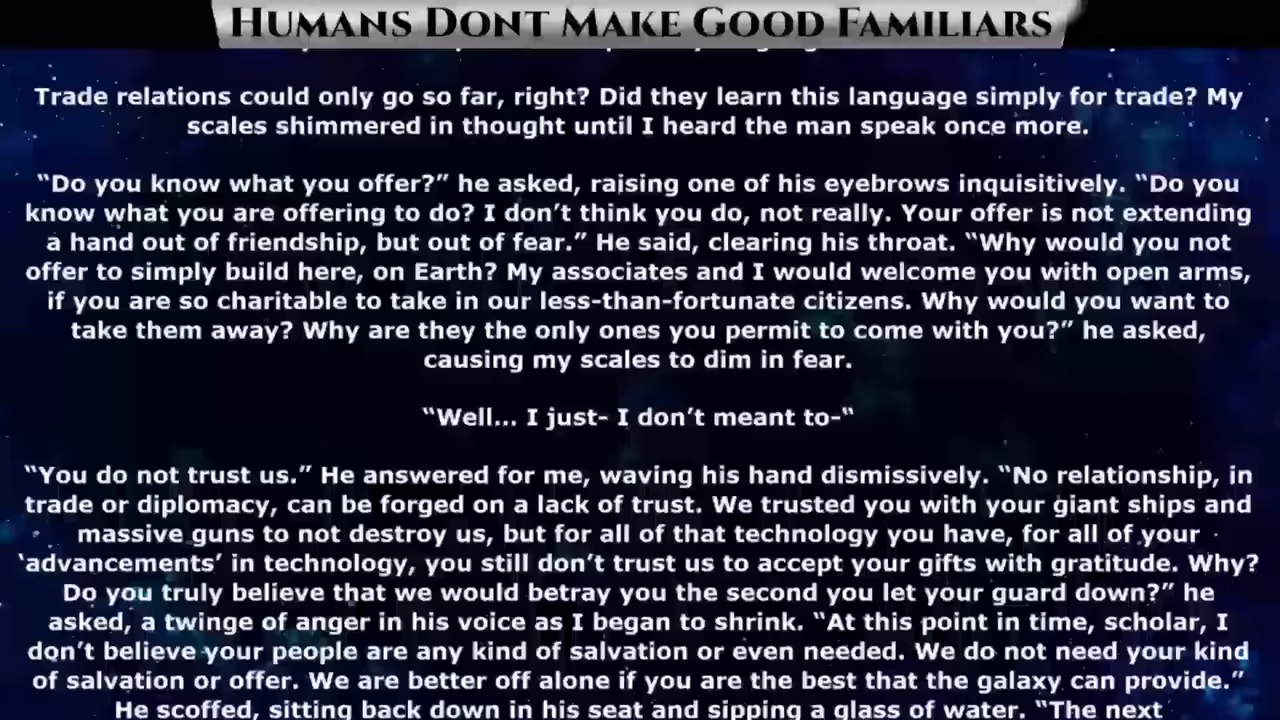 HUMANS DONT MAKE GOOD FAMILIARS
Trade relations could only go so far, right? Did they learn this language simply for trade? My
scales shimmered in thought until I heard the man speak once more.
“Do you know what you offer?” he asked, raising one of his eyebrows inquisitively. “Do you
know what you are offering to do? I don’t think you do, not really. Your offer is not extending
a hand out of friendship, but out of fear.” He said, clearing his throat. “Why would you not
offer to simply build here, on Earth? My associates and I would welcome you with open arms,
if you are so charitable to take in our less-than-fortunate citizens. Why would you want to
take them away? Why are they the only ones you permit to come with you?” he asked,
causing my scales to dim in fear.
“Well... I just- I don’t meant to-“
“You do not trust us.” He answered for me, waving his hand dismissively. “No relationship, in
trade or diplomacy, can be forged on a lack of trust. We trusted you with your giant ships and
massive guns to not destroy us, but for all of that technology you have, for all of your
‘advancements’ in technology, you still don’t trust us to accept your gifts with gratitude. Why?
Do you truly believe that we would betray you the second you let your guard down?” he
asked, a twinge of anger in his voice as I began to shrink. “At this point in time, scholar, I
don’t believe your people are any kind of salvation or even needed. We do not need your kind
of salvation or offer. We are better off alone if you are the best that the galaxy can provide.”
He scoffed, sitting back down in his seat and sipping a glass of water. “The next